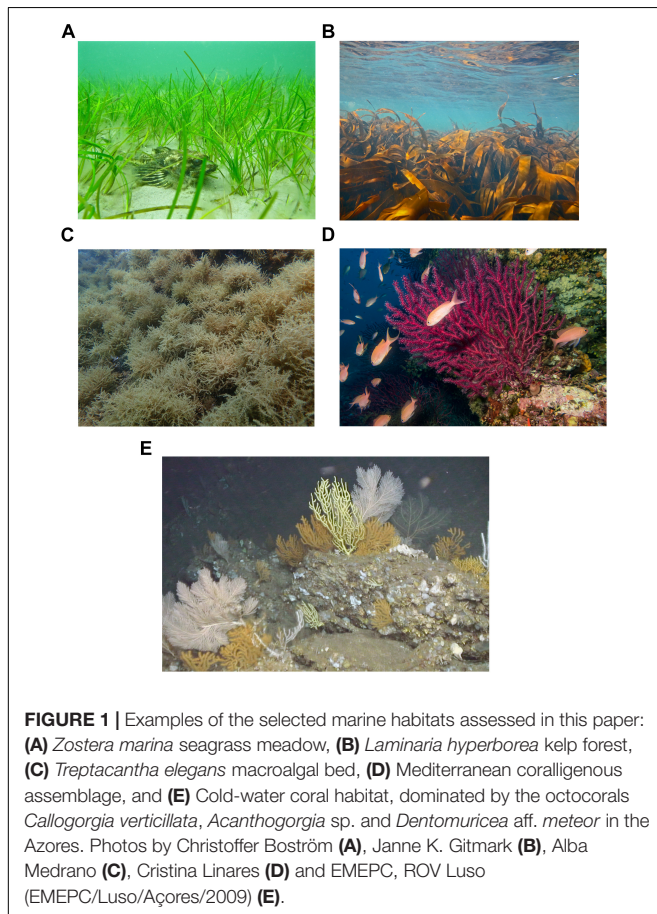 A
B
C
D
E
FIGURE 1 | Examples of the selected marine habitats assessed in this paper:
(A) Zostera marina seagrass meadow, (B) Laminaria hyperborea kelp forest,
(C) Treptacantha elegans macroalgal bed, (D) Mediterranean coralligenous
assemblage, and (E) Cold-water coral habitat, dominated by the octocorals
Callogorgia verticillata, Acanthogorgia sp. and Dentomuricea aff. meteor in the
Azores. Photos by Christoffer Boström (A), Janne K. Gitmark (B), Alba
Medrano (C), Cristina Linares (D) and EMEPC, ROV Luso
(EMEPC/Luso/Açores/2009) (E).